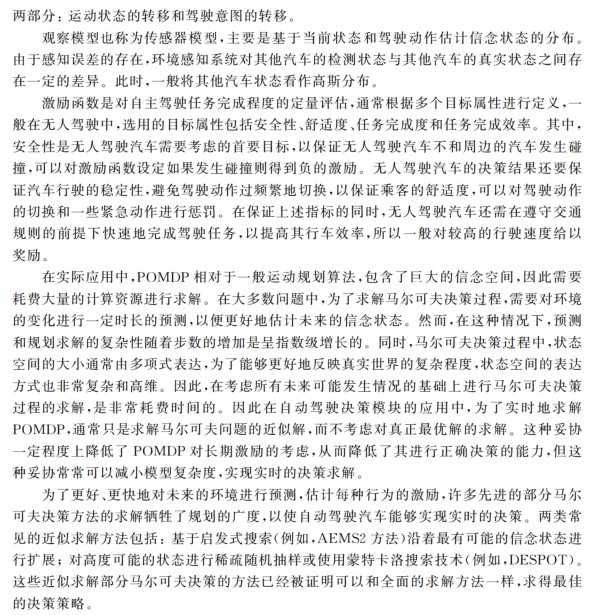 两部分：运动状态的转移和驾驶意图的转移。
观察模型也称为传感器模型，主要是基于当前状态和驾驶动作估计信念状态的分布。
由于感知误差的存在，环境感知系统对其他汽车的检测状态与其他汽车的真实状态之间存
在一定的差异。此时，一般将其他汽车状态看作高斯分布。
激励函数是对自主驾驶任务完成程度的定量评估，通常根据多个目标属性进行定义，一
般在无人驾驶中，选用的目标属性包括安全性、舒适度、任务完成度和任务完成效率。其中，
安全性是无人驾驶汽车需要考虑的首要目标，以保证无人驾驶汽车不和周边的汽车发生碰
撞，可以对激励函数设定如果发生碰撞则得到负的激励。无人驾驶汽车的决策结果还要保
证汽车行驶的稳定性，避免驾驶动作过频繁地切换，以保证乘客的舒适度，可以对驾驶动作
的切换和一些紧急动作进行惩罚。在保证上述指标的同时，无人驾驶汽车还需在遵守交通
规则的前提下快速地完成驾驶任务，以提高其行车效率，所以一般对较高的行驶速度给以
奖励。
在实际应用中，POMDP 相对于一般运动规划算法，包含了巨大的信念空间，因此需要
耗费大量的计算资源进行求解。在大多数问题中，为了求解马尔可夫决策过程，需要对环境
的变化进行一定时长的预测，以便更好地估计未来的信念状态。然而，在这种情况下，预测
和规划求解的复杂性随着步数的增加是呈指数级增长的。同时，马尔可夫决策过程中，状态
空间的大小通常由多项式表达，为了能够更好地反映真实世界的复杂程度，状态空间的表达
方式也非常复杂和高维。因此，在考虑所有未来可能发生情况的基础上进行马尔可夫决策
过程的求解，是非常耗费时间的。因此在自动驾驶决策模块的应用中，为了实时地求解
POMDP，通常只是求解马尔可夫问题的近似解，而不考虑对真正最优解的求解。这种妥协
一定程度上降低了 POMDP 对长期激励的考虑，从而降低了其进行正确决策的能力，但这
种妥协常常可以减小模型复杂度，实现实时的决策求解。
为了更好、更快地对未来的环境进行预测，估计每种行为的激励，许多先进的部分马尔
可夫决策方法的求解牺牲了规划的广度，以使自动驾驶汽车能够实现实时的决策。两类常
见的近似求解方法包括：基于启发式搜索(例如，AEMS2 方法)沿着最有可能的信念状态进
行扩展；对高度可能的状态进行稀疏随机抽样或使用蒙特卡洛搜索技术(例如，DESPOT)。
这些近似求解部分马尔可夫决策的方法已经被证明可以和全面的求解方法一样，求得最佳
的决策策略。